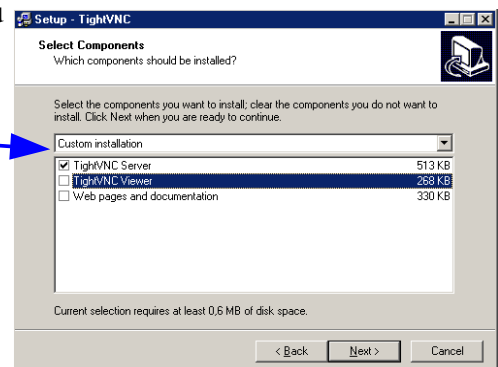 Setup - TightVNC
Select Components
Which components should be installed?
Select the components you want to install; clear the components you do not want to
install. Click Next when you are ready to continue.
Custom installation
TightVNC Server 513 KB
TightVNC Viewer 268 KB
Web pages and documentation 330 KB
Current selection requires at least 0,6 MB of disk space.
< Back Next > Cancel